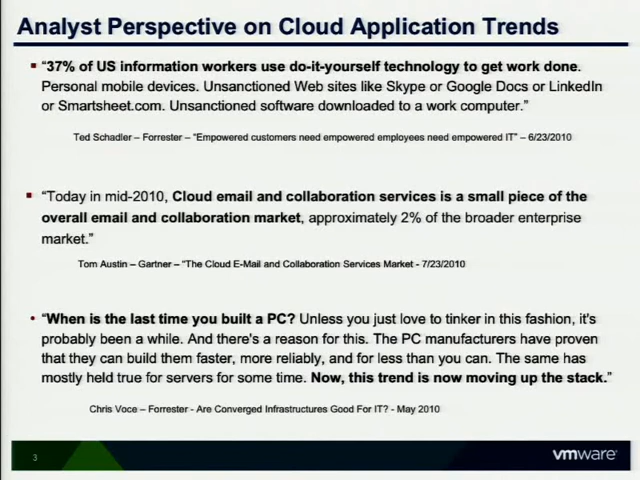 Analyst Perspective on Cloud Application Trends
▪ “37% of US information workers use do-it-yourself technology to get work done.
Personal mobile devices. Unsanctioned Web sites like Skype or Google Docs or LinkedIn
or Smartsheet.com. Unsanctioned software downloaded to a work computer.”
Ted Schadler – Forrester – “Empowered customers need empowered employees need empowered IT” – 6/23/2010
▪ “Today in mid-2010, Cloud email and collaboration services is a small piece of the
overall email and collaboration market, approximately 2% of the broader enterprise
market.”
Tom Austin – Gartner – “The Cloud E-Mail and Collaboration Services Market - 7/23/2010
• “When is the last time you built a PC? Unless you just love to tinker in this fashion, it's
probably been a while. And there's a reason for this. The PC manufacturers have proven
that they can build them faster, more reliably, and for less than you can. The same has
mostly held true for servers for some time. Now, this trend is now moving up the stack.”
Chris Voce – Forrester - Are Converged Infrastructures Good For IT? - May 2010
3
vmware